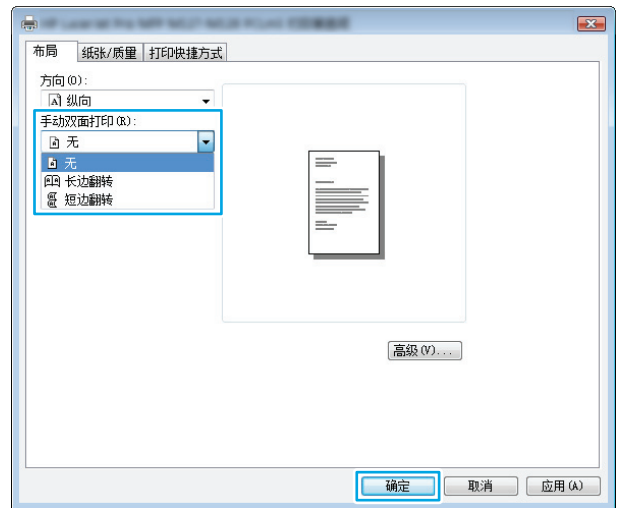 布局
纸张/质量
打印快捷方式
方向(O):
纵向
手动双面打印(R):
无
无
长边翻转
短边翻转
高级(V)...
确定
取消
应用(A)